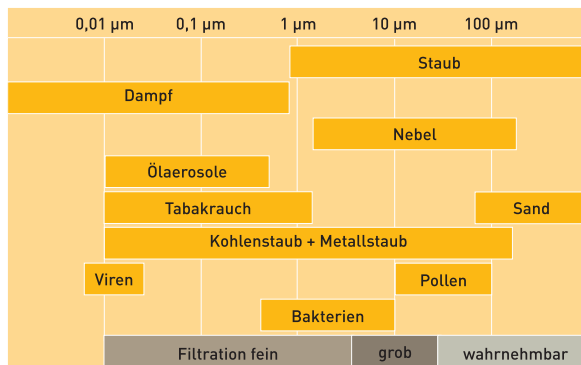 0,01 µm 0,1 µm 1 µm 10 µm 100 µm
Staub
Dampf
Nebel
Ölaerosole
Tabakrauch Sand
Kohlenstaub + Metallstaub
Viren Pollen
Bakterien
Filtration fein grob wahrnehmbar